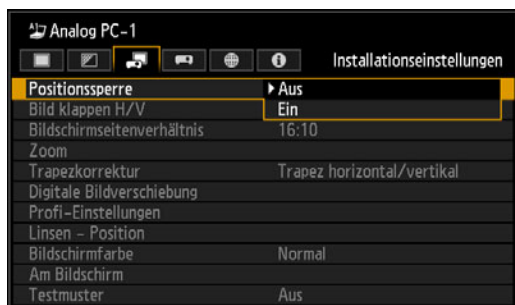 Analog PC-1
Installationseinstellungen
Positionssperre Aus
Bild klappen H/V Ein
Bildschirmseitenverhältnis 16:10
Zoom
Trapezkorrektur Trapez horizontal/vertikal
Digitale Bildverschiebung
Profi-Einstellungen
Linsen - Position
Bildschirmfarbe Normal
Am Bildschirm
Testmuster Aus